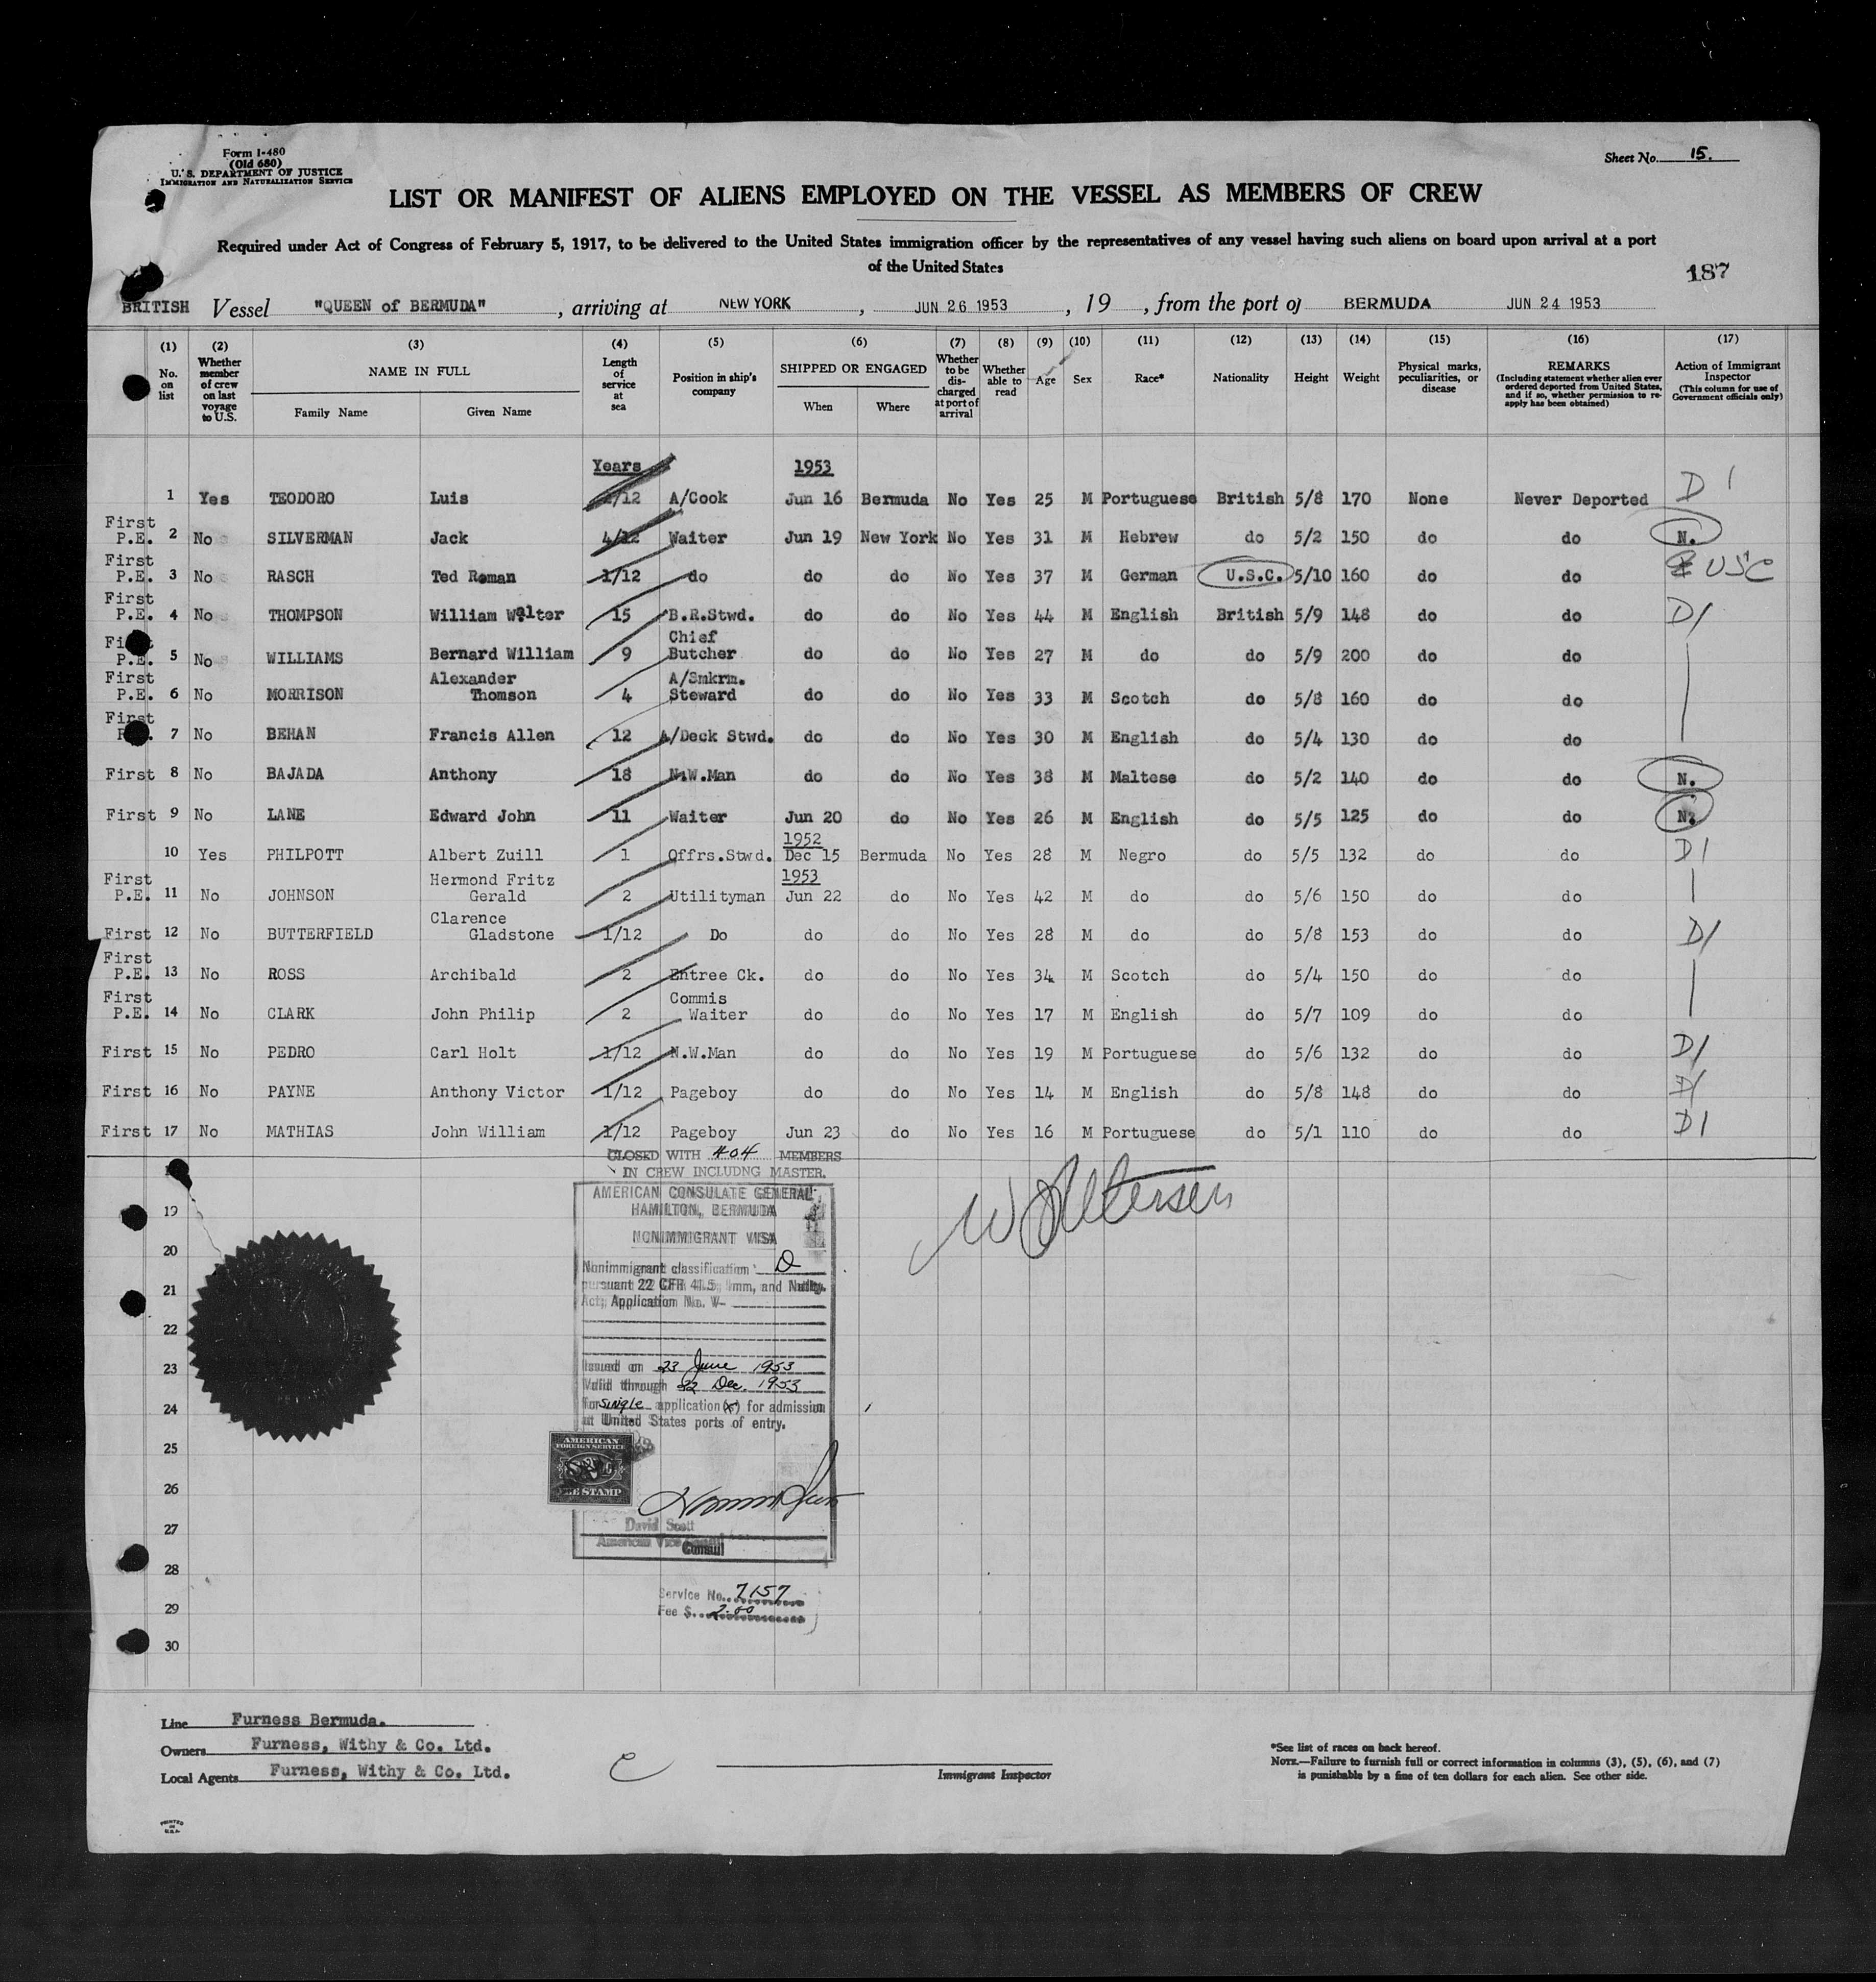 Form I-480
(Old 680)
U. S. DEPARTMENT OF JUSTICE
IMMIGRATION AND NATURALIZATION SERVICE
Sheet No. 15.
LIST OR MANIFEST OF ALIENS EMPLOYED ON THE VESSEL AS MEMBERS OF CREW
Required under Act of Congress of February 5, 1917, to be delivered to the United States immigration officer by the representatives of any vessel having such aliens on board upon arrival at a port
of the United States
187
BRITISH Vessel "QUEEN of BERMUDA" , arriving at NEW YORK , JUN 26 1953 , 19 , from the port of BERMUDA JUN 24 1953
(1) (2) (3) (4) (5) (6) (7) (8) (9) (10) (11) (12) (13) (14) (15) (16) (17)
No. on list
Whether member of crew on last voyage to U.S.
NAME IN FULL
Family Name Given Name
Length of service at sea
Position in ship's company
SHIPPED OR ENGAGED
When Where
Whether to be discharged at port of arrival
Whether able to read
Age Sex Race* Nationality Height Weight
Physical marks, peculiarities, or disease
REMARKS
(Including statement whether alien ever ordered deported from United States, and if so, whether permission to reapply has been obtained)
Action of Immigrant Inspector
(This column for use of Government officials only)
Years 1953
1 Yes TEODORO Luis /12 A/Cook Jun 16 Bermuda No Yes 25 M Portuguese British 5/8 170 None Never Deported D 1
First
P.E. 2 No SILVERMAN Jack 4/12 Waiter Jun 19 New York No Yes 31 M Hebrew do 5/2 150 do do N.
First
P.E. 3 No RASCH Ted Roman 1/12 do do do No Yes 37 M German U.S.C. 5/10 160 do do USC
First
P.E. 4 No THOMPSON William Walter 15 B.R.Stwd. do do No Yes 44 M English British 5/9 148 do do D/
First Chief
P.E. 5 No WILLIAMS Bernard William 9 Butcher do do No Yes 27 M do do 5/9 200 do do
First Alexander A/Smkrm.
P.E. 6 No MORRISON Thomson 4 Steward do do No Yes 33 M Scotch do 5/8 160 do do
First
7 No BEHAN Francis Allen 12 A/Deck Stwd. do do No Yes 30 M English do 5/4 130 do do
First 8 No BAJADA Anthony 18 N.W.Man do do No Yes 38 M Maltese do 5/2 140 do do N.
First 9 No LANE Edward John 11 Waiter Jun 20 do No Yes 26 M English do 5/5 125 do do N.
1952
10 Yes PHILPOTT Albert Zuill 1 Offrs.Stwd. Dec 15 Bermuda No Yes 28 M Negro do 5/5 132 do do D1
First Hermond Fritz 1953
P.E. 11 No JOHNSON Gerald 2 Utilityman Jun 22 do No Yes 42 M do do 5/6 150 do do
Clarence
First 12 No BUTTERFIELD Gladstone 1/12 Do do do No Yes 28 M do do 5/8 153 do do D/
First
P.E. 13 No ROSS Archibald 2 Entree Ck. do do No Yes 34 M Scotch do 5/4 150 do do
First Commis
P.E. 14 No CLARK John Philip 2 Waiter do do No Yes 17 M English do 5/7 109 do do
First 15 No PEDRO Carl Holt 1/12 N.W.Man do do No Yes 19 M Portuguese do 5/6 132 do do D/
First 16 No PAYNE Anthony Victor 1/12 Pageboy do do No Yes 14 M English do 5/8 148 do do D/
First 17 No MATHIAS John William 1/12 Pageboy Jun 23 do No Yes 16 M Portuguese do 5/1 110 do do D1
CLOSED WITH 404 MEMBERS
IN CREW INCLUDNG MASTER.
AMERICAN CONSULATE GENERAL
HAMILTON, BERMUDA
NONIMMIGRANT VISA
Nonimmigrant classification D
pursuant 22 CFR 41.5, Imm, and Natlty.
Act; Application No. V-
Issued on 23 June 1953
Valid through 22 Dec. 1953
for single application(s) for admission
at United States ports of entry.
AMERICAN
FOREIGN SERVICE
FEE STAMP
David Scott
American Vice Consul
Service No. 7157
Fee $ 2.00
19
20
21
22
23
24
25
26
27
28
29
30
Line Furness Bermuda.
Owners Furness, Withy & Co. Ltd.
Local Agents Furness, Withy & Co. Ltd.
Immigrant Inspector
*See list of races on back hereof.
NOTE.—Failure to furnish full or correct information in columns (3), (5), (6), and (7)
is punishable by a fine of ten dollars for each alien. See other side.
PRINTED
IN
U.S.A.